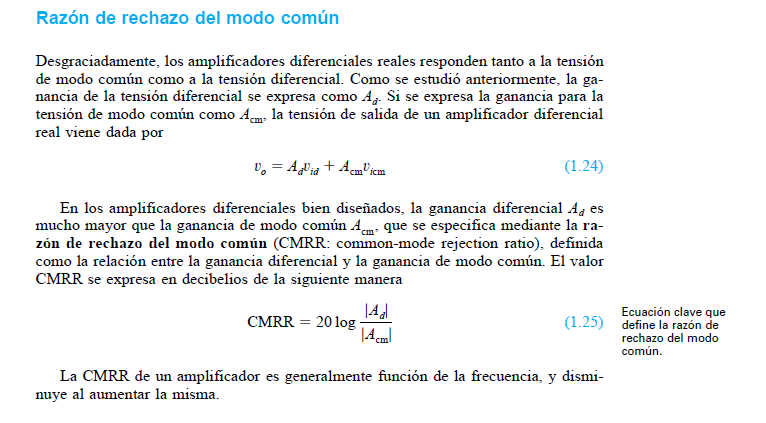 Razón de rechazo del modo común
Desgraciadamente, los amplificadores diferenciales reales responden tanto a la tensión
de modo común como a la tensión diferencial. Como se estudió anteriormente, la ga-
nancia de la tensión diferencial se expresa como A_d. Si se expresa la ganancia para la
tensión de modo común como A_cm, la tensión de salida de un amplificador diferencial
real viene dada por
v_o = A_d v_id + A_cm v_icm (1.24)
En los amplificadores diferenciales bien diseñados, la ganancia diferencial A_d es
mucho mayor que la ganancia de modo común A_cm, que se especifica mediante la ra-
zón de rechazo del modo común (CMRR: common-mode rejection ratio), definida
como la relación entre la ganancia diferencial y la ganancia de modo común. El valor
CMRR se expresa en decibelios de la siguiente manera
CMRR = 20 log |A_d| / |A_cm| (1.25)
Ecuación clave que
define la razón de
rechazo del modo
común.
La CMRR de un amplificador es generalmente función de la frecuencia, y dismi-
nuye al aumentar la misma.